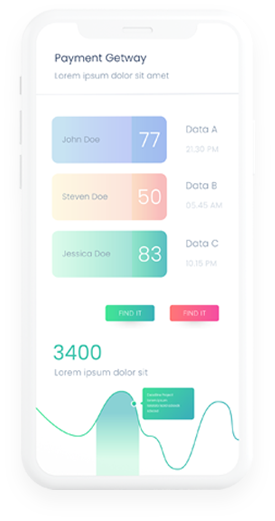 Payment Getway
Lorem ipsum dolor sit amet
John Doe 77 Data A
21.30 PM
Steven Doe 50 Data B
05.45 AM
Jessica Doe 83 Data C
10.15 PM
FIND IT FIND IT
3400
Lorem ipsum dolor sit